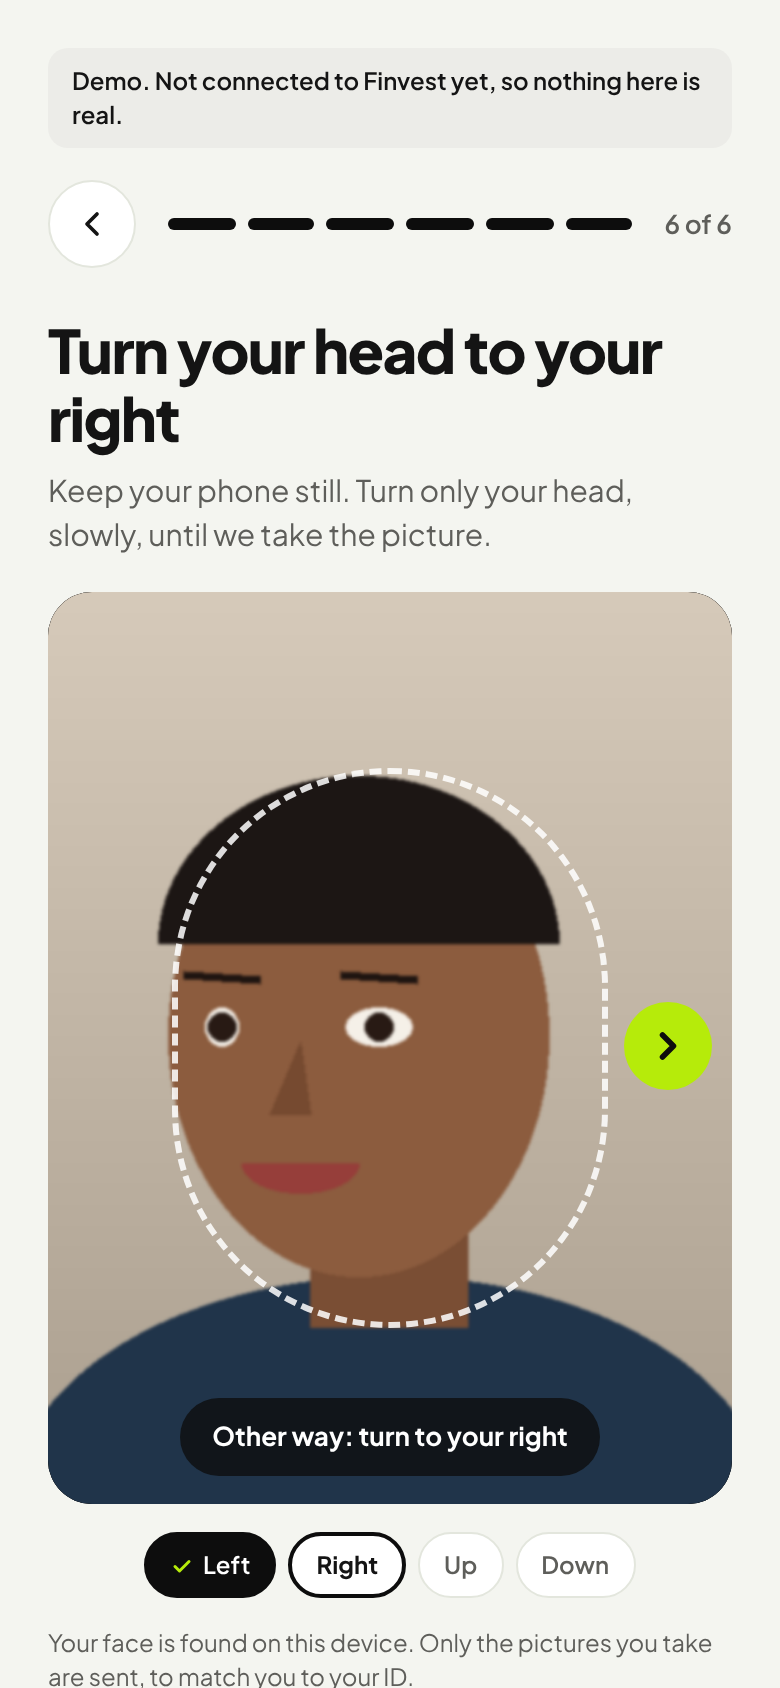 Demo. Not connected to Finvest yet, so nothing here is
real.
6 of 6
Turn your head to your
right
Keep your phone still. Turn only your head,
slowly, until we take the picture.
Other way: turn to your right
Left
Right
Up
Down
Your face is found on this device. Only the pictures you take
are sent, to match you to your ID.